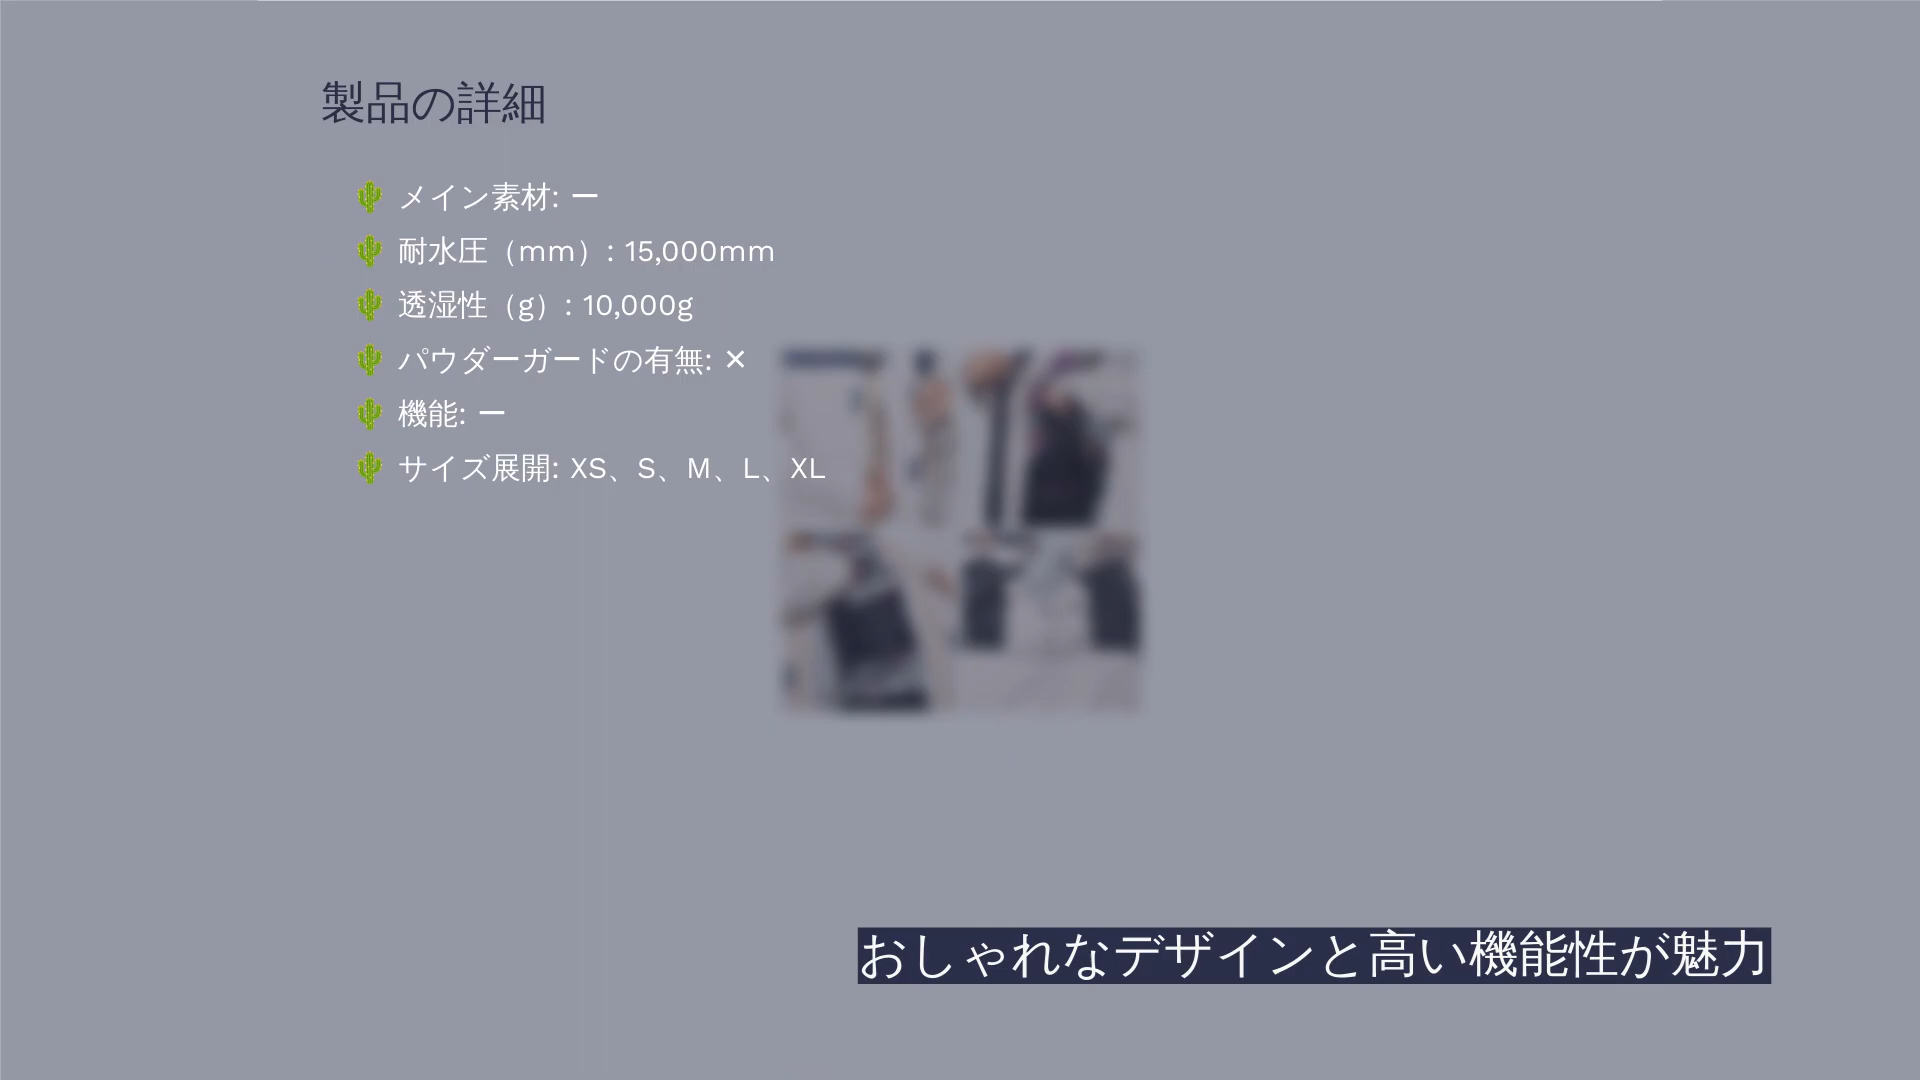 製品の詳細
🌵 メイン素材: ー
🌵 耐水圧（mm）: 15,000mm
🌵 透湿性（g）: 10,000g
🌵 パウダーガードの有無: ✕
🌵 機能: ー
🌵 サイズ展開: XS、S、M、L、XL
おしゃれなデザインと高い機能性が魅力